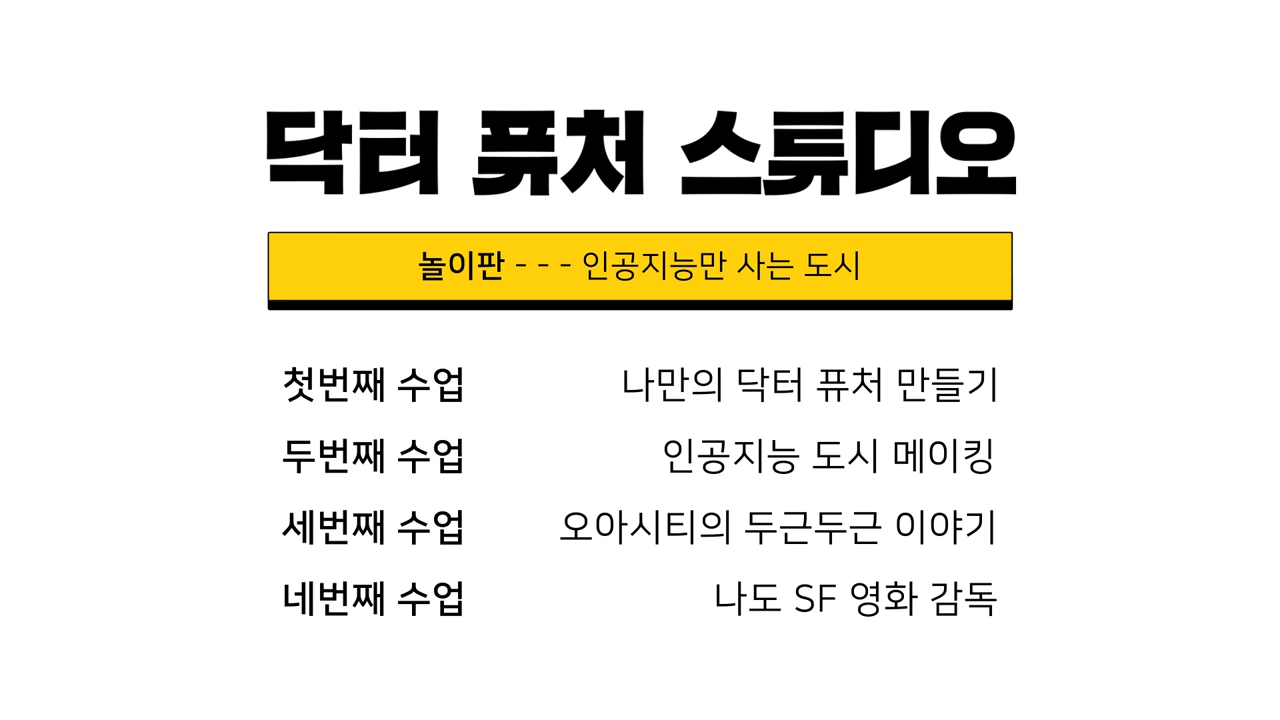 닥터 퓨처 스튜디오
놀이판 - - - 인공지능만 사는 도시
첫번째 수업 나만의 닥터 퓨처 만들기
두번째 수업 인공지능 도시 메이킹
세번째 수업 오아시티의 두근두근 이야기
네번째 수업 나도 SF 영화 감독